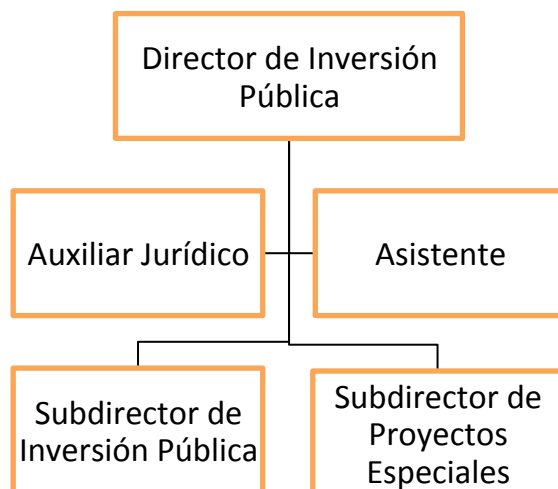 Director de Inversión
Pública
Auxiliar Jurídico
Asistente
Subdirector de
Inversión Pública
Subdirector de
Proyectos
Especiales